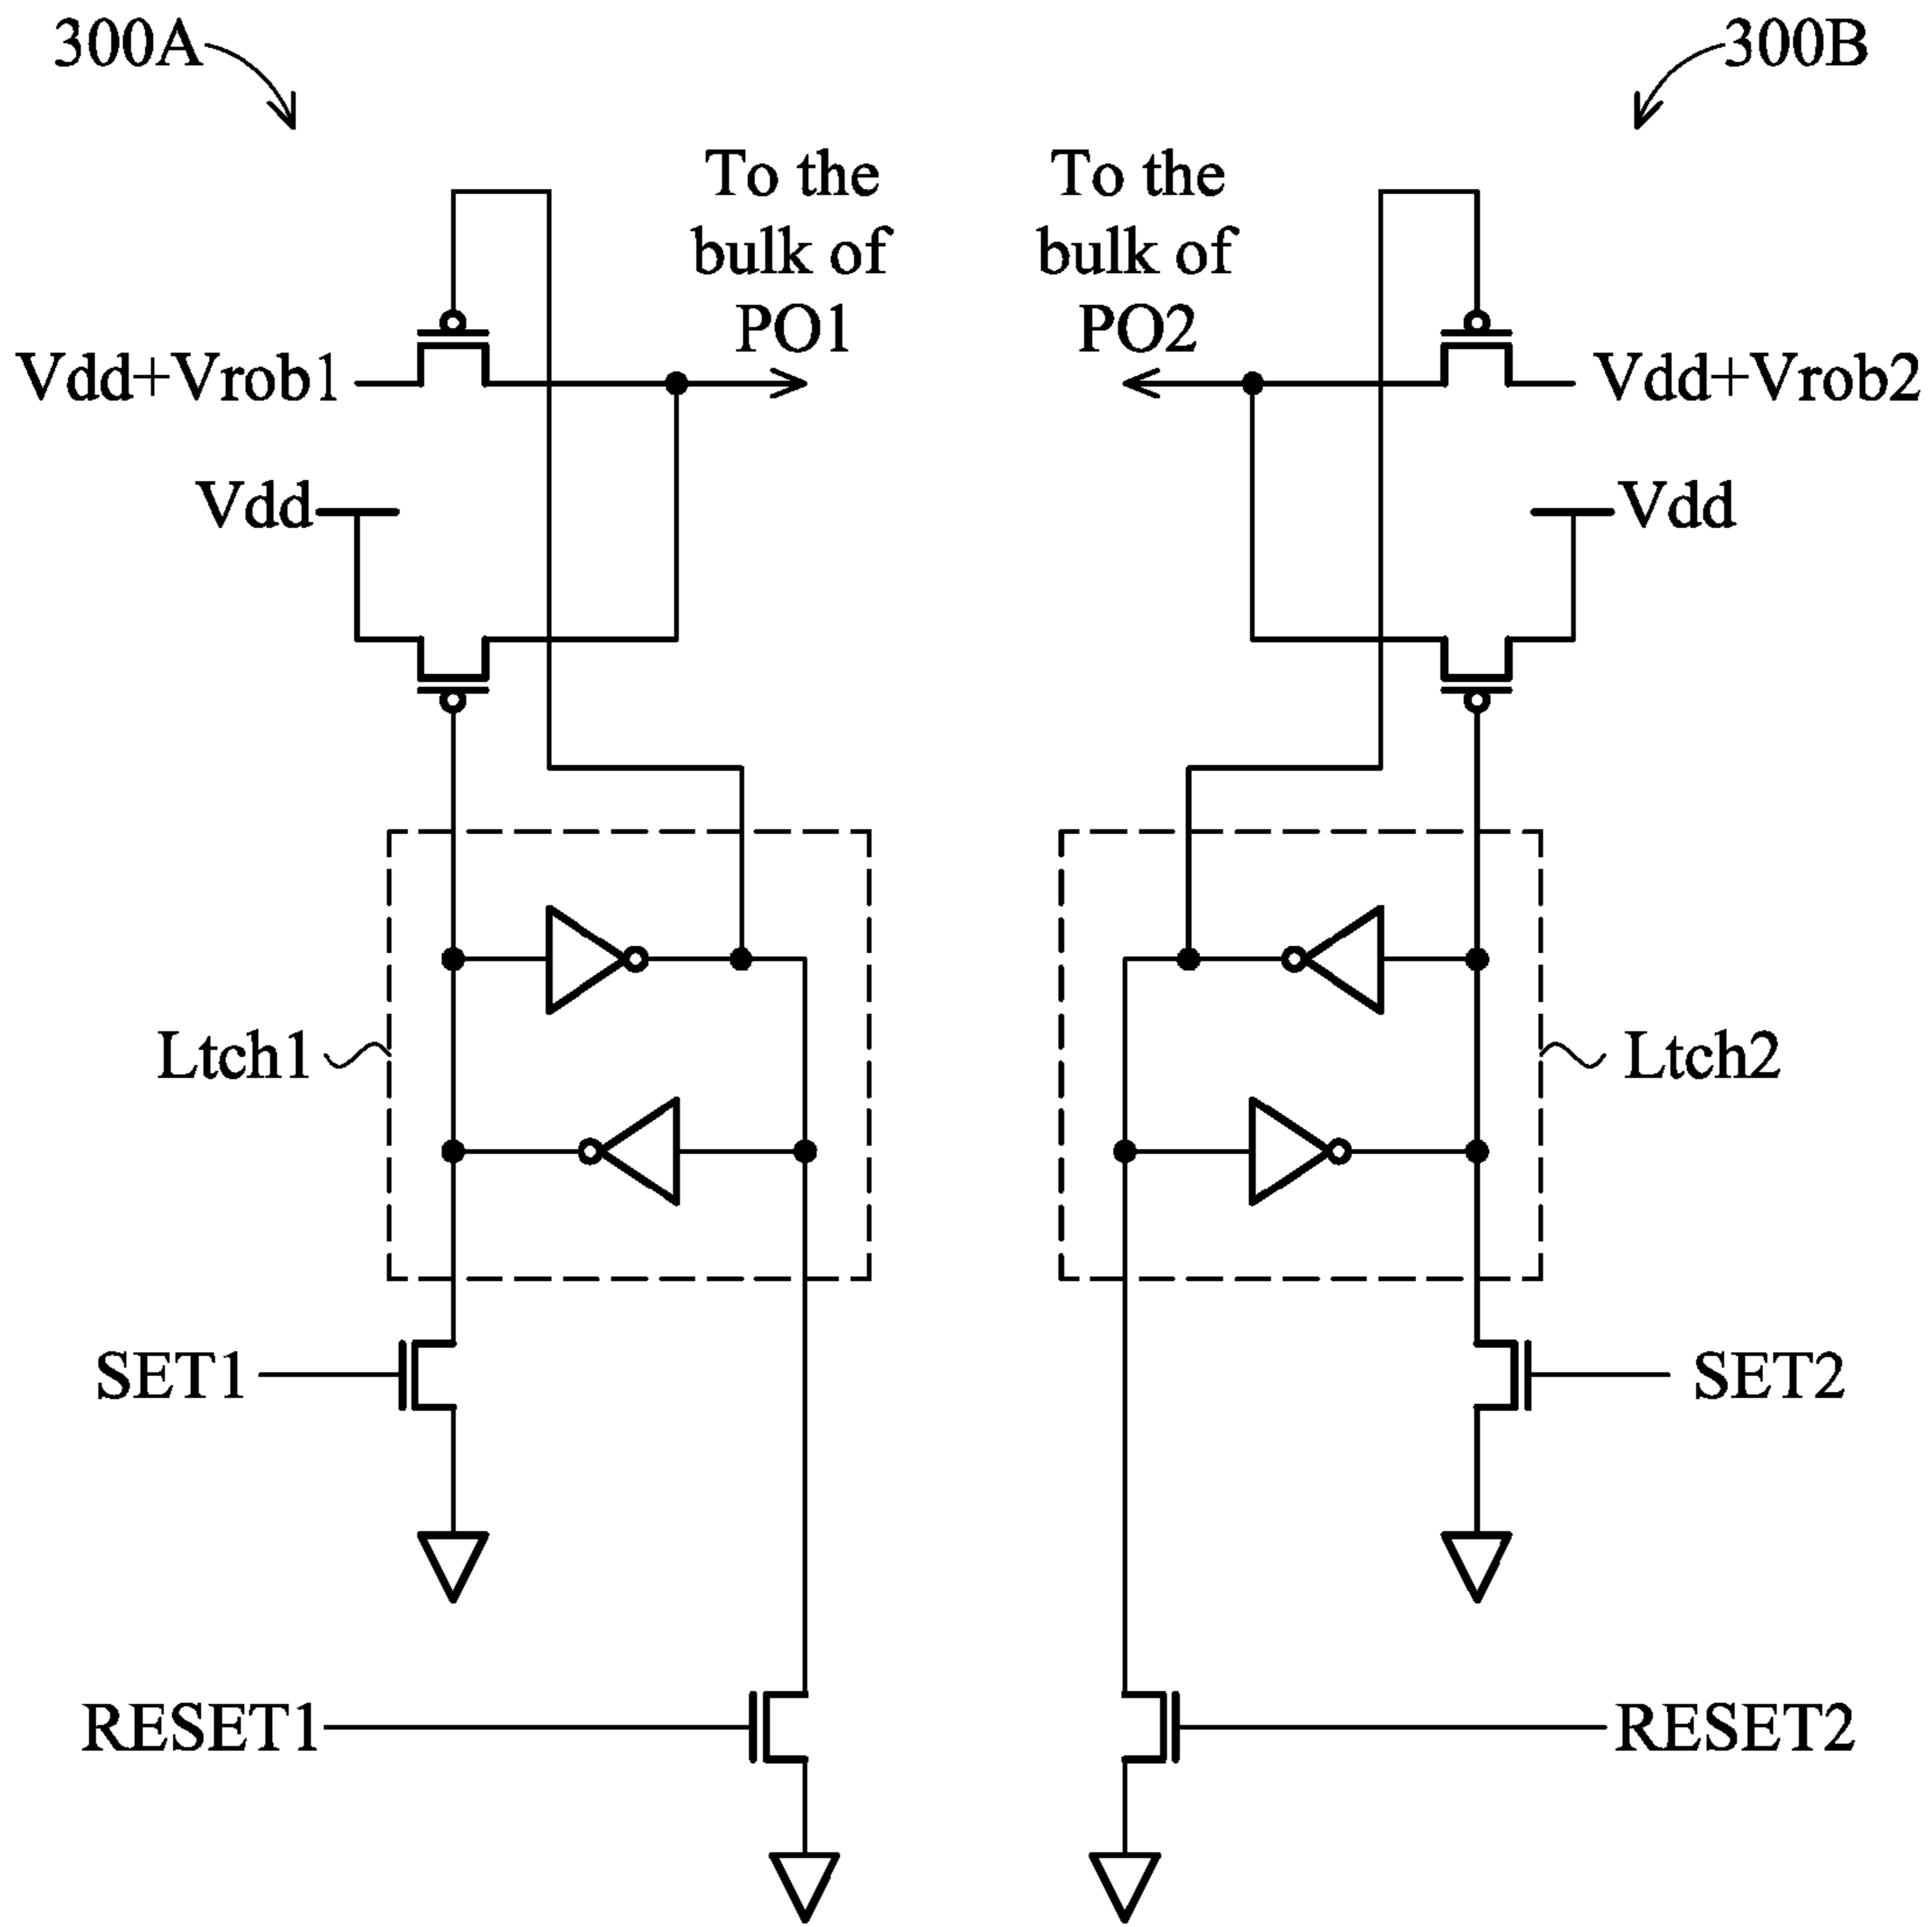 300A
300B
To the
bulk of
PO1
To the
bulk of
PO2
Vdd+Vrob1
Vdd+Vrob2
Vdd
Vdd
Ltch1
Ltch2
SET1
SET2
RESET1
RESET2